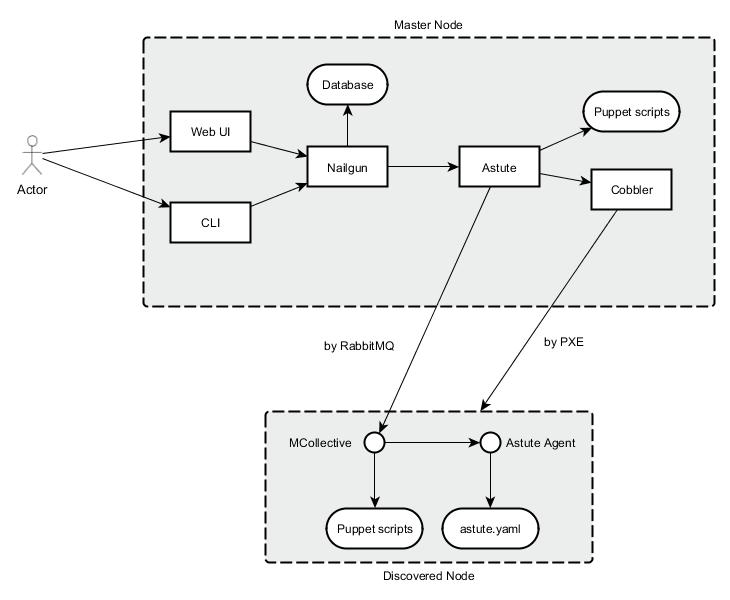 Master Node
Database
Puppet scripts
Web UI
Nailgun
Astute
Actor
Cobbler
CLI
by RabbitMQ
by PXE
MCollective
Astute Agent
Puppet scripts
astute.yaml
Discovered Node